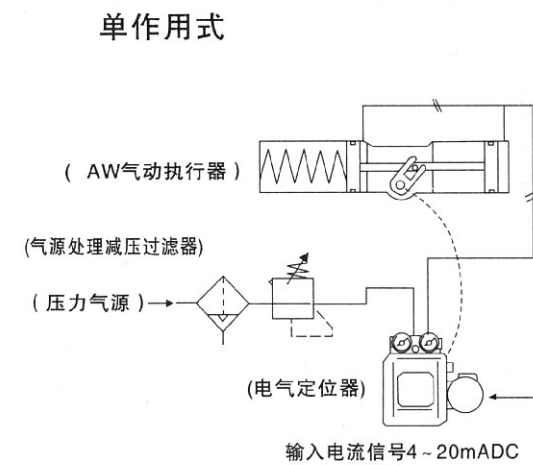 单作用式
( AW气动执行器 )
(气源处理减压过滤器)
( 压力气源 )
(电气定位器)
输入电流信号4~20mADC